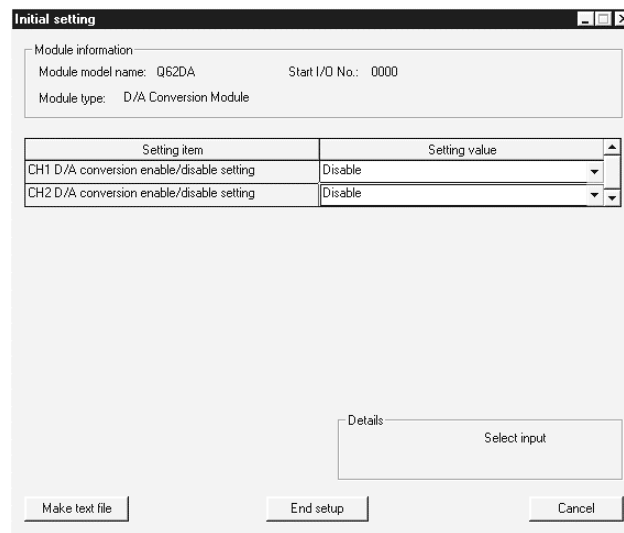 Initial setting
Module information
Module model name: Q62DA Start I/O No.: 0000
Module type: D/A Conversion Module
Setting item Setting value
CH1 D/A conversion enable/disable setting Disable
CH2 D/A conversion enable/disable setting Disable
Details
Select input
Make text file End setup Cancel